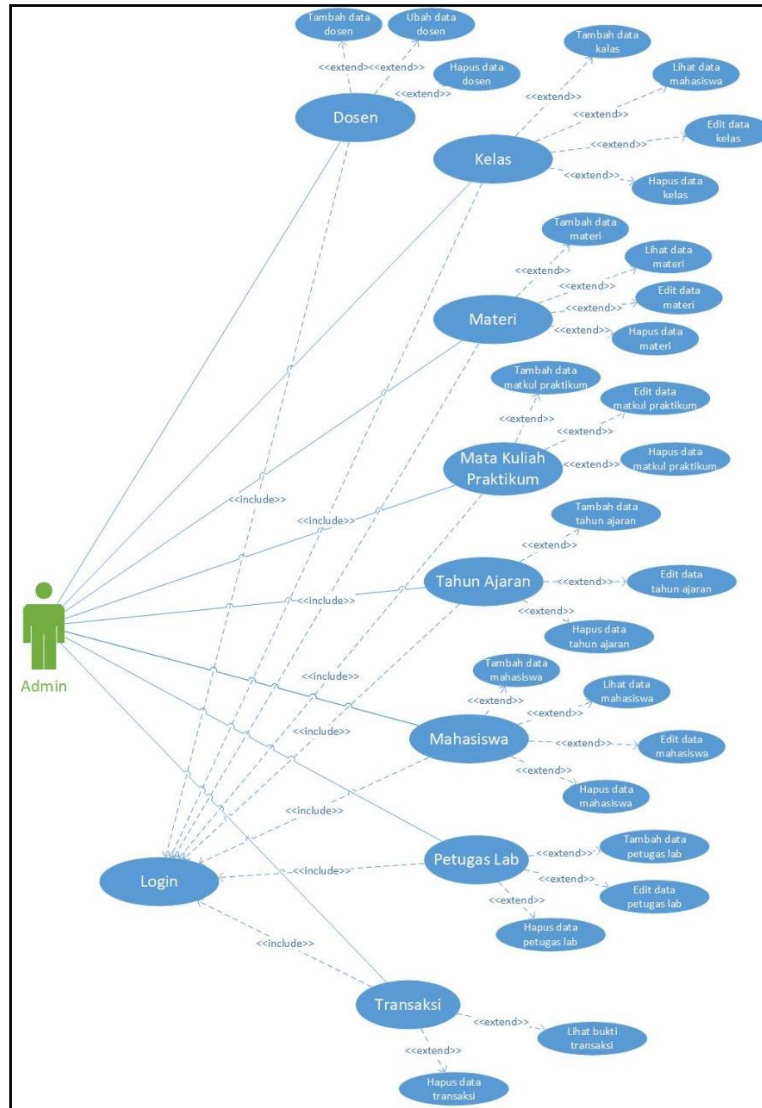 Tambah data
dosen
Ubah data
dosen
<<extend>>
<<extend>>
Hapus data
dosen
<<extend>>
Dosen
Tambah data
kalas
<<extend>>
Lihat data
mahasiswa
<<extend>>
Edit data
kelas
<<extend>>
Kelas
Hapus data
kelas
<<extend>>
Tambah data
materi
<<extend>>
Lihat data
materi
<<extend>>
Edit data
materi
<<extend>>
Materi
Hapus data
materi
<<extend>>
Tambah data
matkul praktikum
<<extend>>
Edit data
matkul praktikum
<<extend>>
Mata Kuliah
Praktikum
Hapus data
matkul praktikum
<<extend>>
<<include>>
<<include>>
Tambah data
tahun ajaran
<<extend>>
Tahun Ajaran
Edit data
tahun ajaran
<<extend>>
<<include>>
Hapus data
tahun ajaran
<<extend>>
Admin
<<include>>
Tambah data
mahasiswa
<<extend>>
Lihat data
mahasiswa
<<extend>>
Mahasiswa
Edit data
mahasiswa
<<extend>>
<<include>>
Hapus data
mahasiswa
<<extend>>
<<include>>
Tambah data
petugas lab
<<extend>>
Petugas Lab
<<include>>
Edit data
petugas lab
<<extend>>
Login
Hapus data
petugas lab
<<extend>>
<<include>>
Transaksi
Lihat bukti
transaksi
<<extend>>
<<extend>>
Hapus data
transaksi